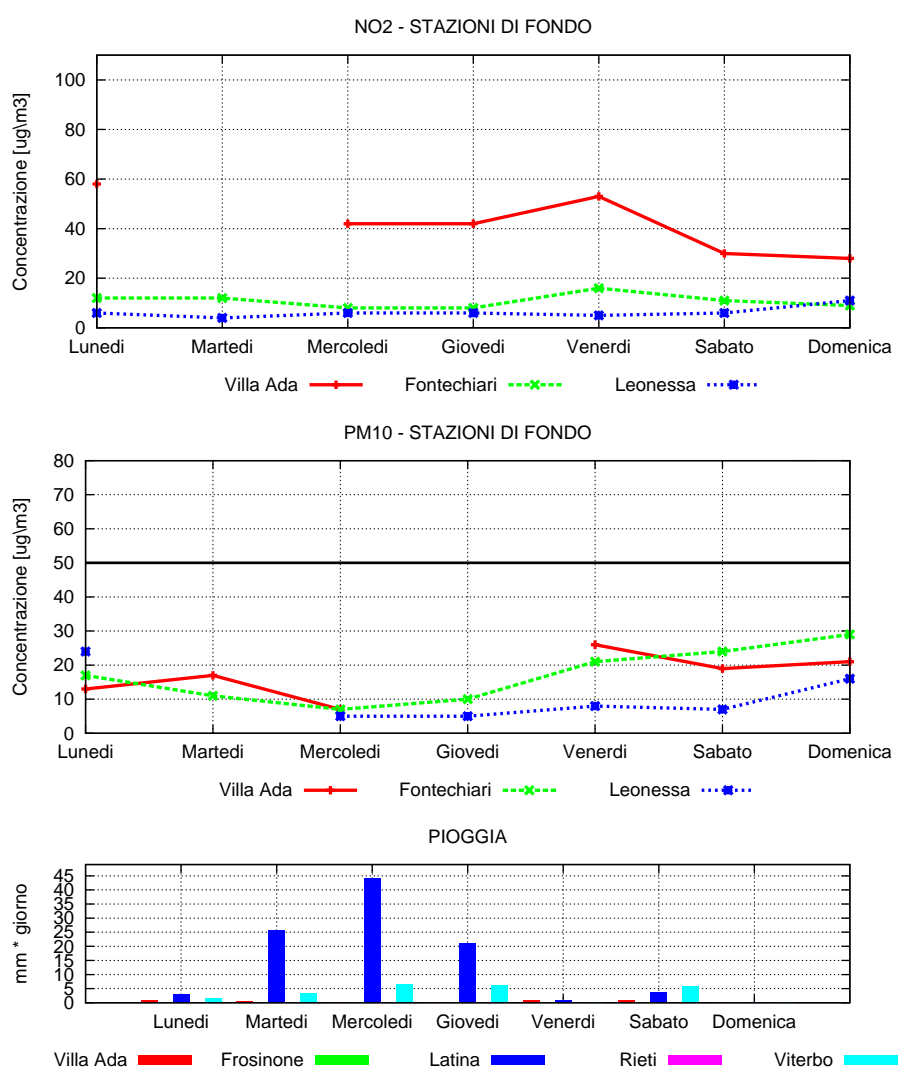 NO2 - STAZIONI DI FONDO
Concentrazione [ug\m3]
100
80
60
40
20
0
Lunedi Martedi Mercoledi Giovedi Venerdi Sabato Domenica
Villa Ada Fontechiari Leonessa
PM10 - STAZIONI DI FONDO
Concentrazione [ug\m3]
80
70
60
50
40
30
20
10
0
Lunedi Martedi Mercoledi Giovedi Venerdi Sabato Domenica
Villa Ada Fontechiari Leonessa
PIOGGIA
mm * giorno
45
40
35
30
25
20
15
10
5
0
Lunedi Martedi Mercoledi Giovedi Venerdi Sabato Domenica
Villa Ada Frosinone Latina Rieti Viterbo